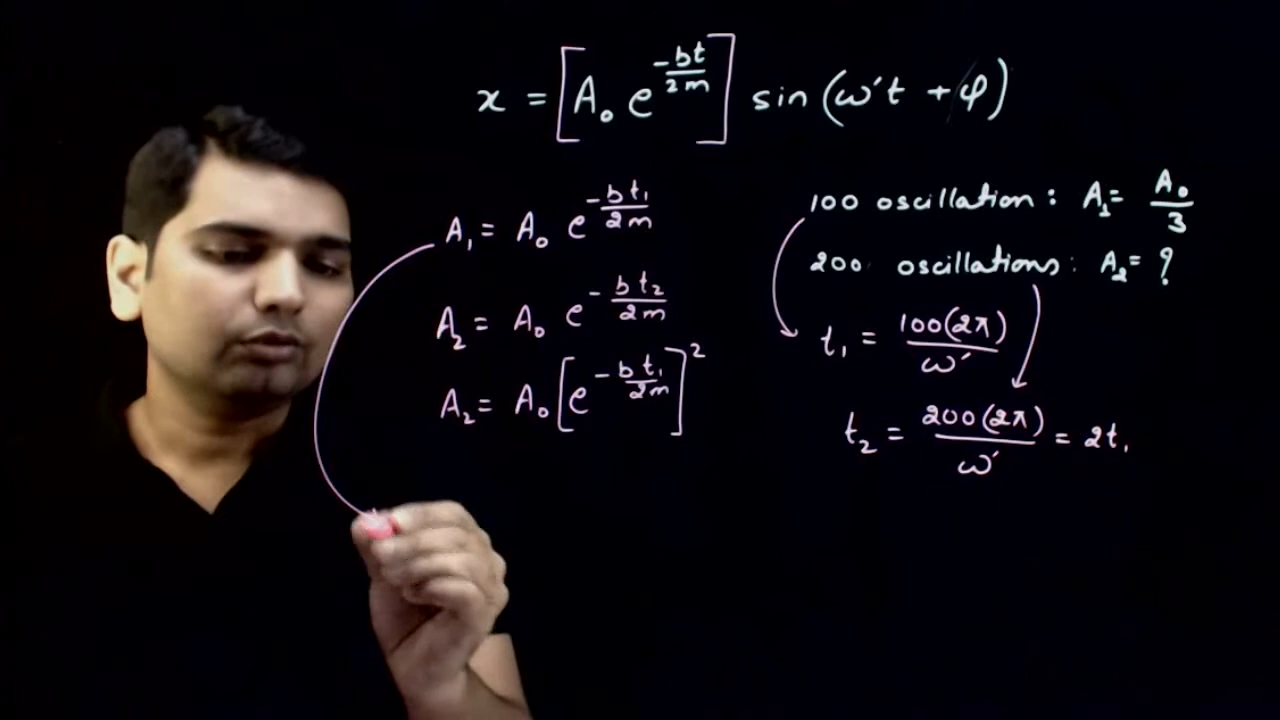 x = [A₀ e^(-bt/2m)] sin (ω't + φ)
A₁ = A₀ e^(-bt₁/2m)
A₂ = A₀ e^(-bt₂/2m)
A₂ = A₀ [e^(-bt₁/2m)]²
100 oscillation : A₁ = A₀/3
200 oscillations : A₂ = ?
t₁ = 100(2π)/ω'
t₂ = 200(2π)/ω' = 2t₁